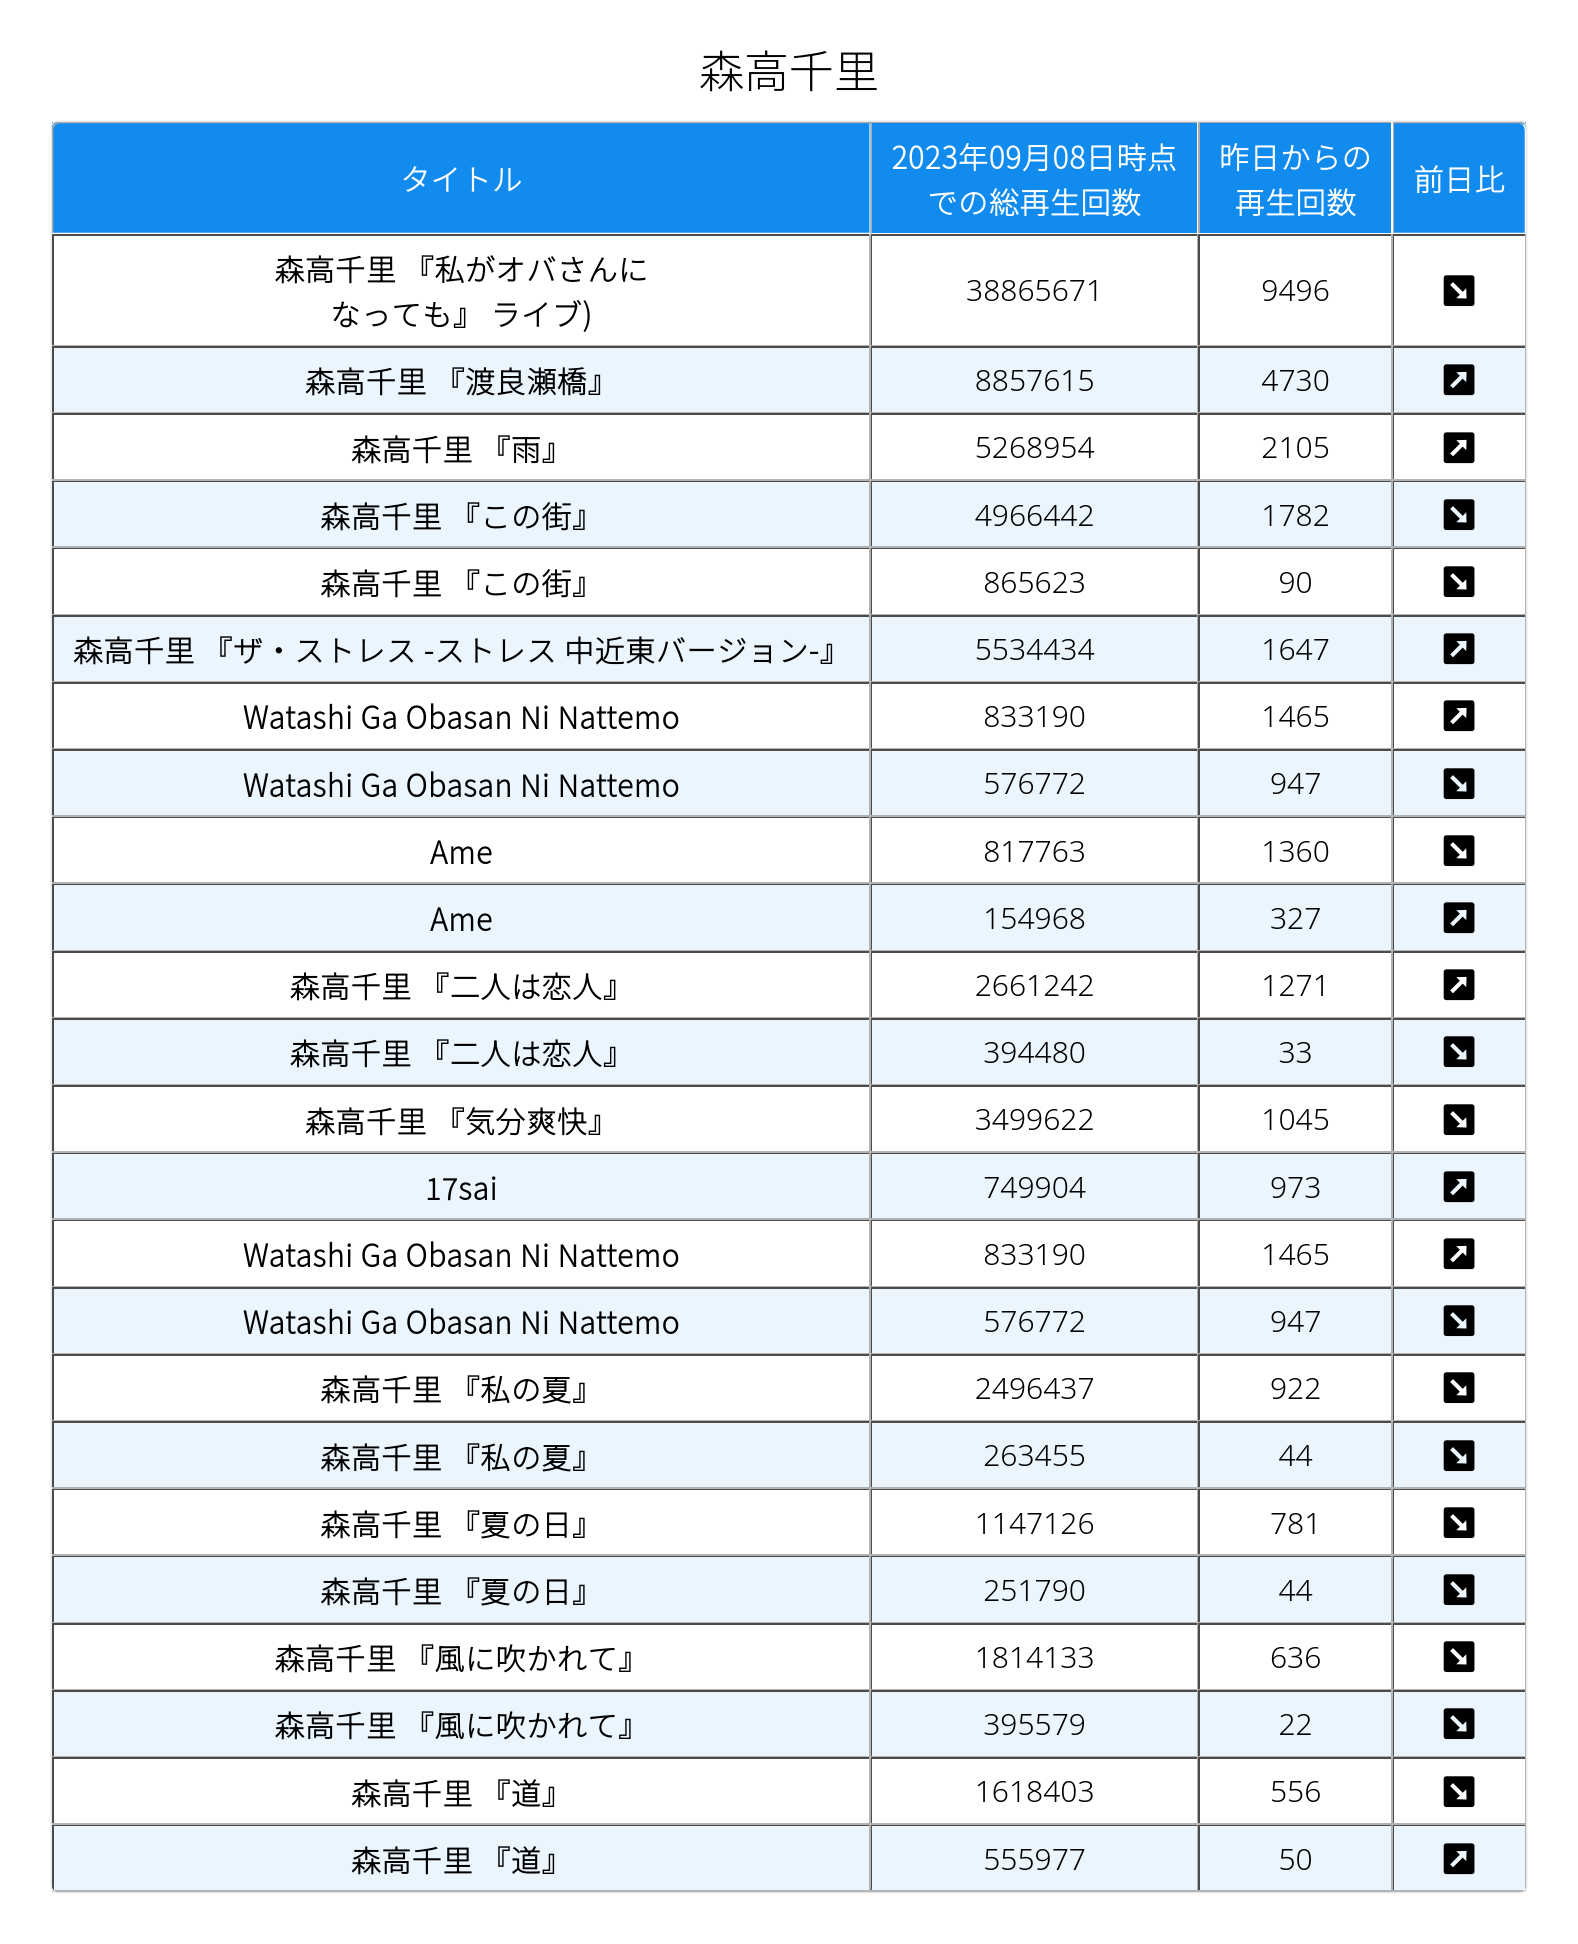 森高千里
タイトル
2023年09月08日時点
での総再生回数
昨日からの
再生回数
前日比
森高千里 『私がオバさんに
なっても』 ライブ)
38865671 9496
森高千里 『渡良瀬橋』 8857615 4730
森高千里 『雨』 5268954 2105
森高千里 『この街』 4966442 1782
森高千里 『この街』 865623 90
森高千里 『ザ・ストレス -ストレス 中近東バージョン-』 5534434 1647
Watashi Ga Obasan Ni Nattemo 833190 1465
Watashi Ga Obasan Ni Nattemo 576772 947
Ame 817763 1360
Ame 154968 327
森高千里 『二人は恋人』 2661242 1271
森高千里 『二人は恋人』 394480 33
森高千里 『気分爽快』 3499622 1045
17sai 749904 973
Watashi Ga Obasan Ni Nattemo 833190 1465
Watashi Ga Obasan Ni Nattemo 576772 947
森高千里 『私の夏』 2496437 922
森高千里 『私の夏』 263455 44
森高千里 『夏の日』 1147126 781
森高千里 『夏の日』 251790 44
森高千里 『風に吹かれて』 1814133 636
森高千里 『風に吹かれて』 395579 22
森高千里 『道』 1618403 556
森高千里 『道』 555977 50